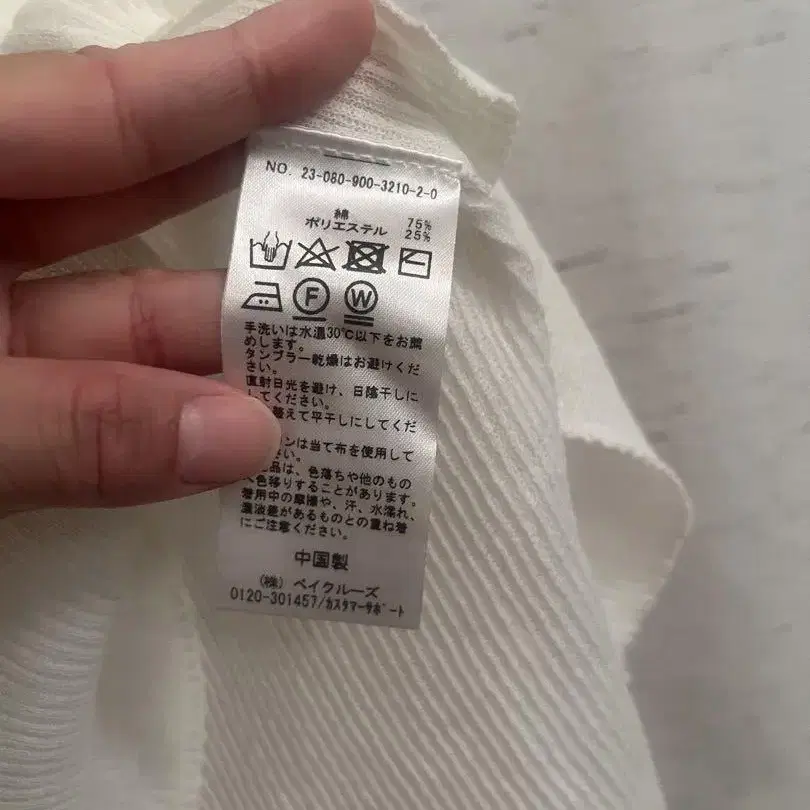 NO. 23-080-900-3210-2-0
綿 75%
ポリエステル 25%
F W
手洗いは水温30℃以下をお薦
めします。
タンブラー乾燥はお避けくだ
さい。
直射日光を避け、日陰干しに
してください。
替えて平干しにしてくだ
ンは当て布を使用して
さい。
品は、色落ちや他のもの
へ色移りすることがあります。
着用中の摩擦や、汗、水濡れ、
濃淡差があるものとの重ね着
にご注意ください。
中国製
(株) ベイクルーズ
0120-301457/カスタマーサポート